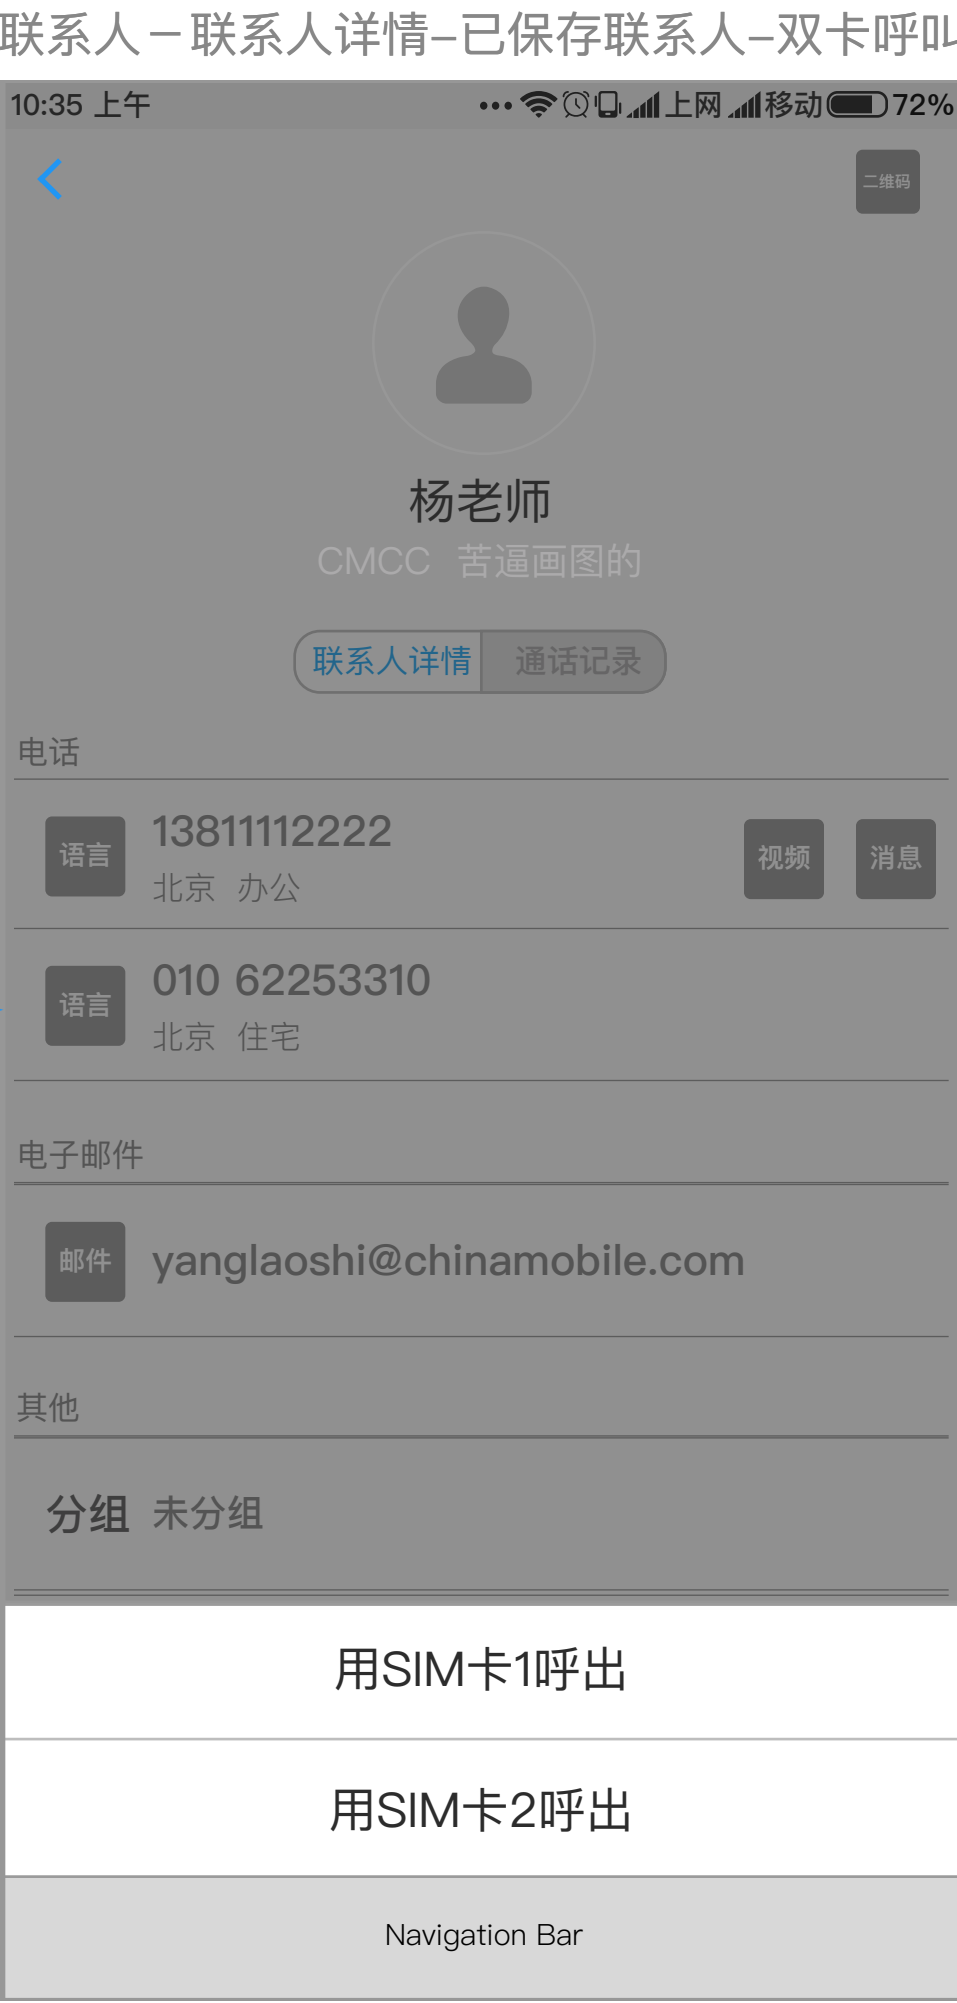 联系人－联系人详情-已保存联系人-双卡呼叫
10:35 上午 上网 移动 72%
二维码
杨老师
CMCC 苦逼画图的
联系人详情 通话记录
电话
语言 13811112222 视频 消息
北京 办公
语言 010 62253310
北京 住宅
电子邮件
邮件 yanglaoshi@chinamobile.com
其他
分组 未分组
用SIM卡1呼出
用SIM卡2呼出
Navigation Bar